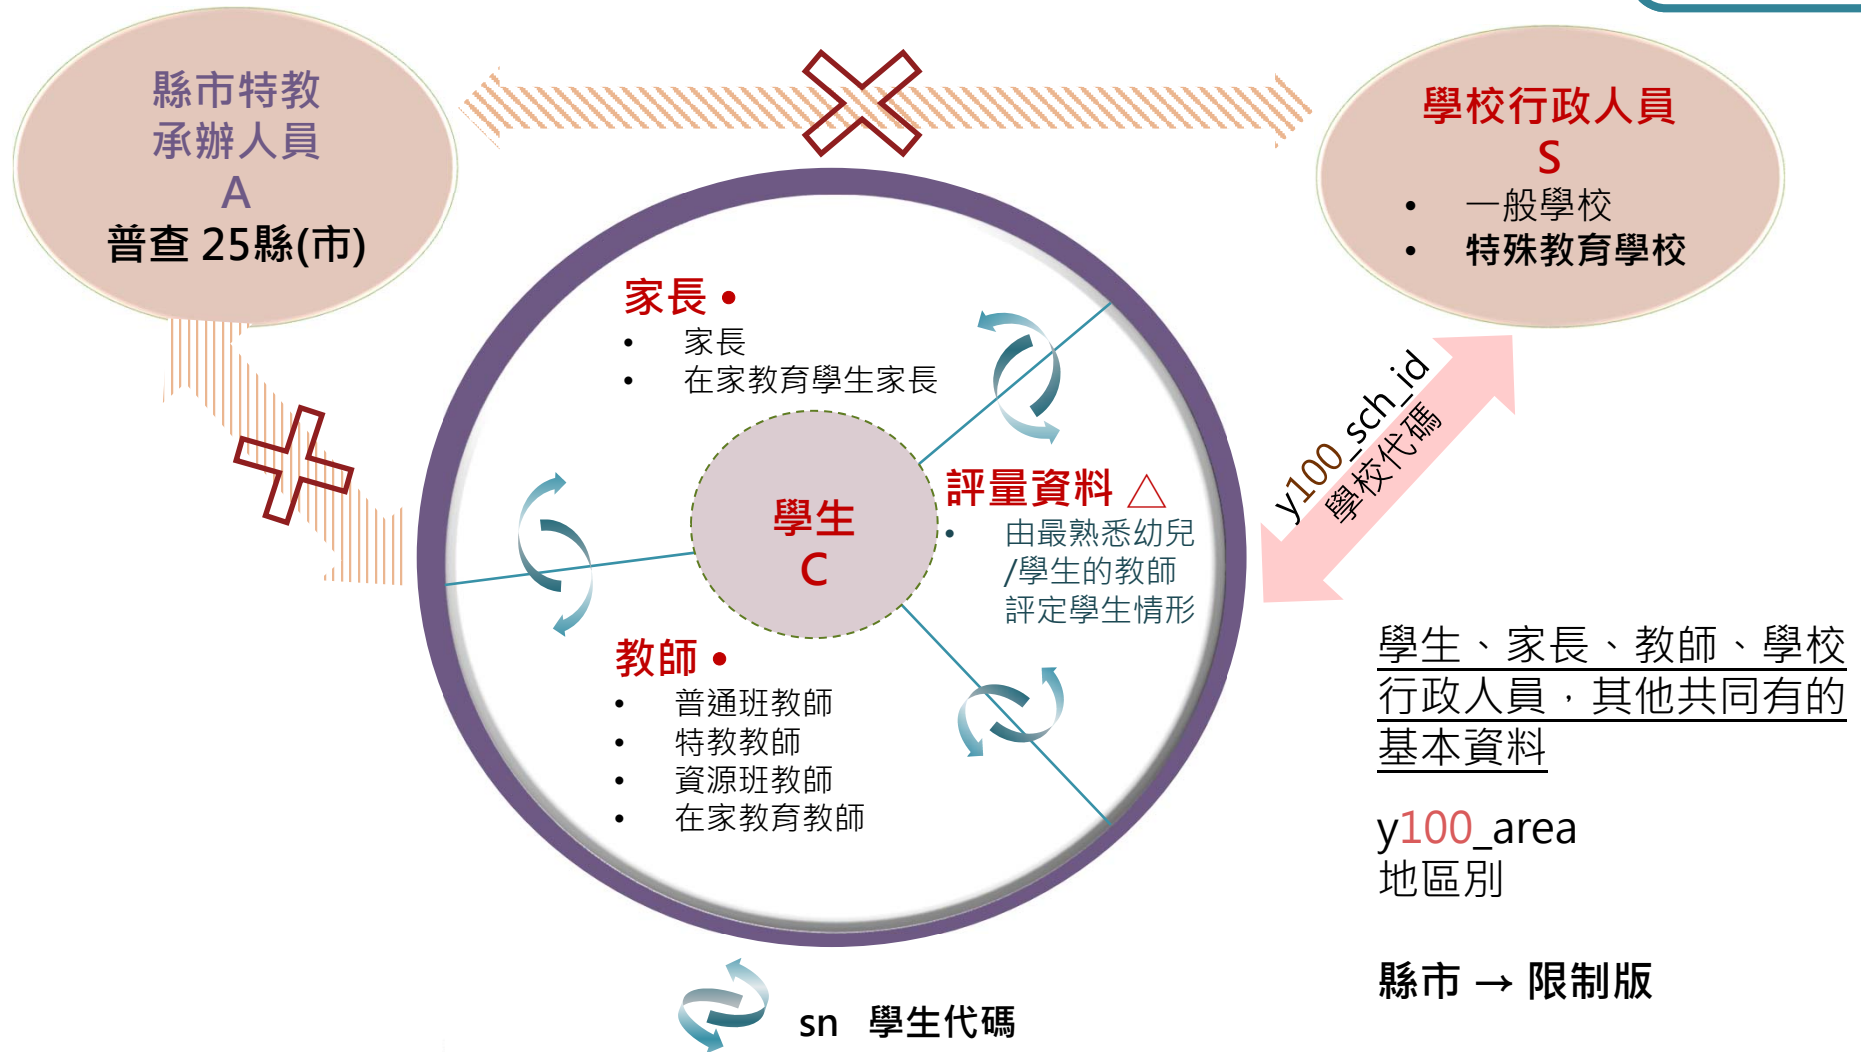 縣市特教
承辦人員
A
普查 25縣(市)
學校行政人員
S
• 一般學校
• 特殊教育學校
家長 •
• 家長
• 在家教育學生家長
學生
C
評量資料 △
• 由最熟悉幼兒
/學生的教師
評定學生情形
教師 •
• 普通班教師
• 特教教師
• 資源班教師
• 在家教育教師
y100_sch_id
學校代碼
學生、家長、教師、學校
行政人員，其他共同有的
基本資料
y100_area
地區別
縣市 → 限制版
sn 學生代碼